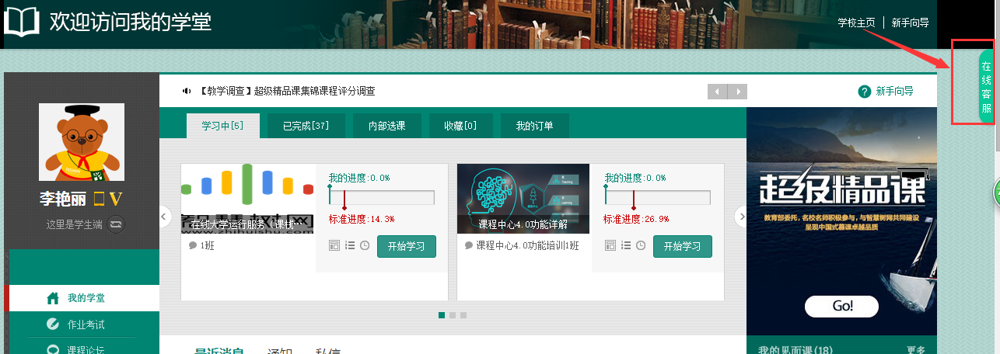 欢迎访问我的学堂
学校主页 | 新手向导
在线客服
【教学调查】超级精品课集锦课程评分调查
? 新手向导
学习中[5] 已完成[37] 内部选课 收藏[0] 我的订单
我的进度:0.0%
标准进度:14.3%
在线大学运行服务（课栈...
1班
开始学习
我的进度:0.0%
标准进度:26.9%
课程中心4.0功能详解
课程中心4.0功能培训1班
开始学习
超级精品课
教育部委托，名校名师积极参与，与智慧树网共同建设
呈现中国式慕课卓越品质
Go!
李艳丽 V
这里是学生端
我的学堂
作业考试
课程论坛
最近消息 通知 私信
我的见面课(18) 更多